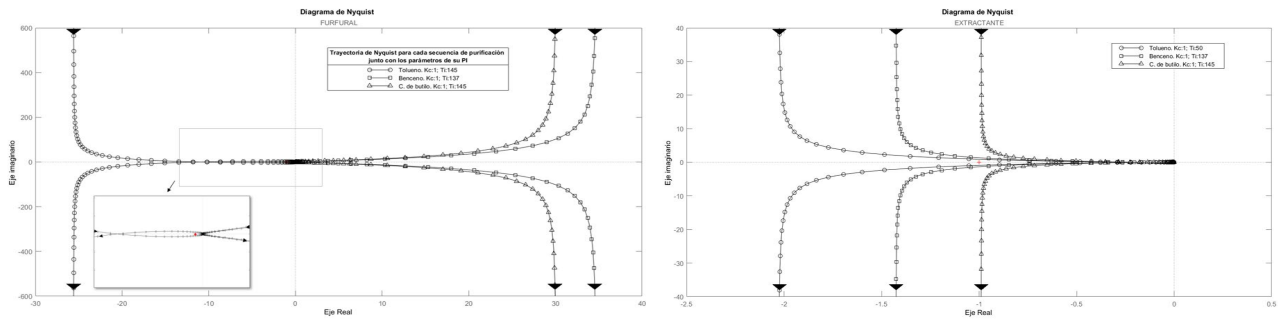 Diagrama de Nyquist
FURFURAL
Eje imaginario
600
400
200
0
-200
-400
-600
-30
-20
-10
0
10
20
30
40
Eje Real
Trayectoria de Nyquist para cada secuencia de purificación
junto con los parámetros de su PI
Tolueno. Kc:1; Ti:145
Benceno. Kc:1; Ti:137
C. de butilo. Kc:1; Ti:145
Diagrama de Nyquist
EXTRACTANTE
Eje imaginario
40
30
20
10
0
-10
-20
-30
-40
-2.5
-2
-1.5
-1
-0.5
0
0.5
Eje Real
Tolueno. Kc:1; Ti:50
Benceno. Kc:1; Ti:137
C. de butilo. Kc:1; Ti:145